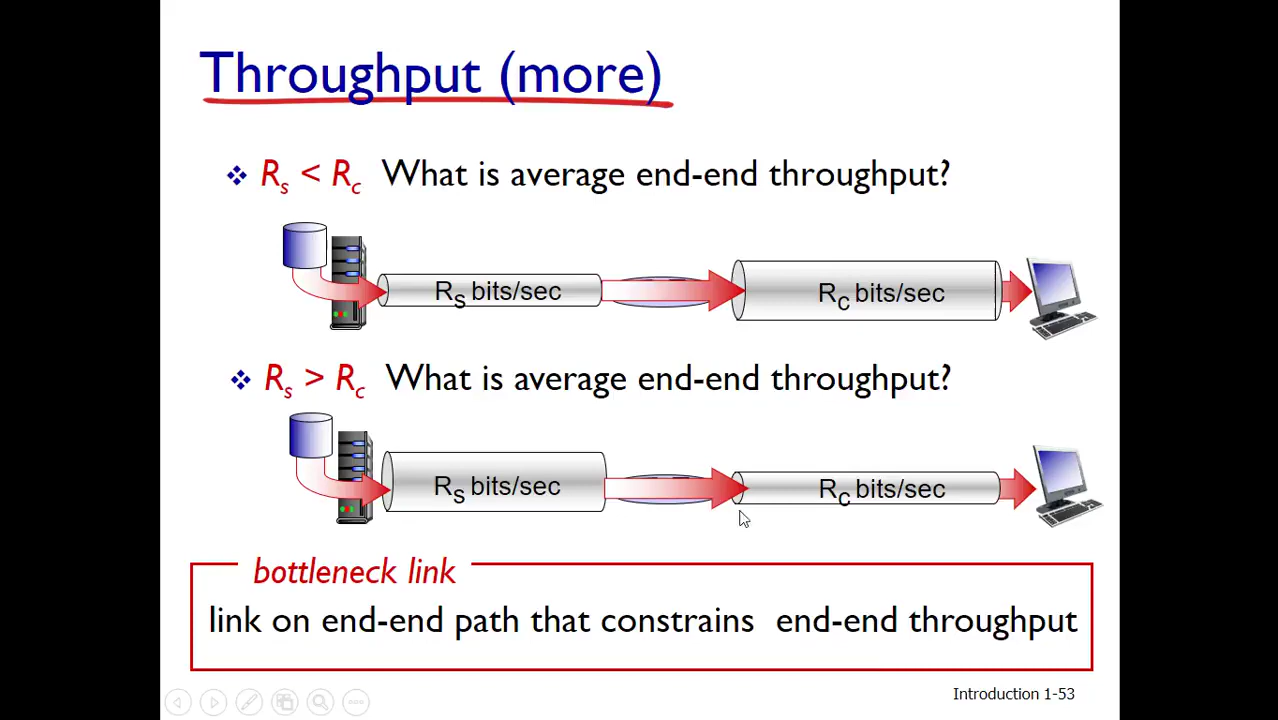 Throughput (more)
Rs < Rc What is average end-end throughput?
Rs bits/sec
Rc bits/sec
Rs > Rc What is average end-end throughput?
Rs bits/sec
Rc bits/sec
bottleneck link
link on end-end path that constrains end-end throughput
Introduction 1-53